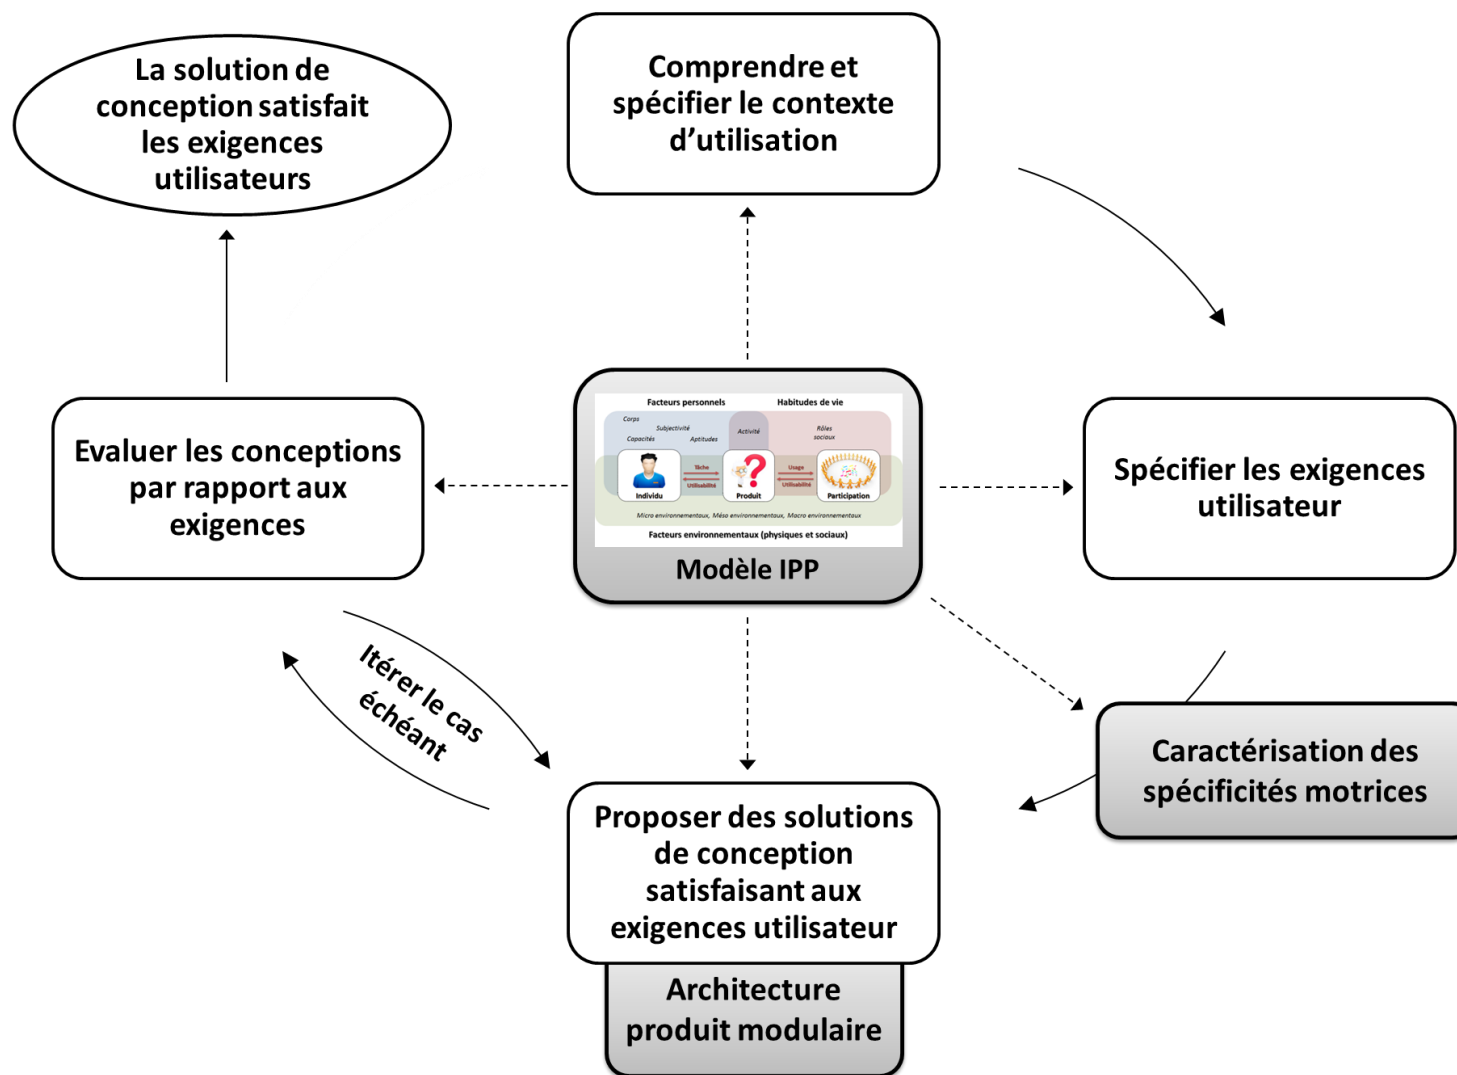 La solution de
conception satisfait
les exigences
utilisateurs
Comprendre et
spécifier le contexte
d’utilisation
Evaluer les conceptions
par rapport aux
exigences
Facteurs personnels
Habitudes de vie
Corps
Subjectivité
Capacités
Aptitudes
Activité
Rôles
sociaux
Tâche
Utilisabilité
Usage
Utilisabilité
Individu
Produit
Participation
Micro environnementaux, Méso environnementaux, Macro environnementaux
Facteurs environnementaux (physiques et sociaux)
Modèle IPP
Spécifier les exigences
utilisateur
Itérer le cas
échéant
Caractérisation des
spécificités motrices
Proposer des solutions
de conception
satisfaisant aux
exigences utilisateur
Architecture
produit modulaire